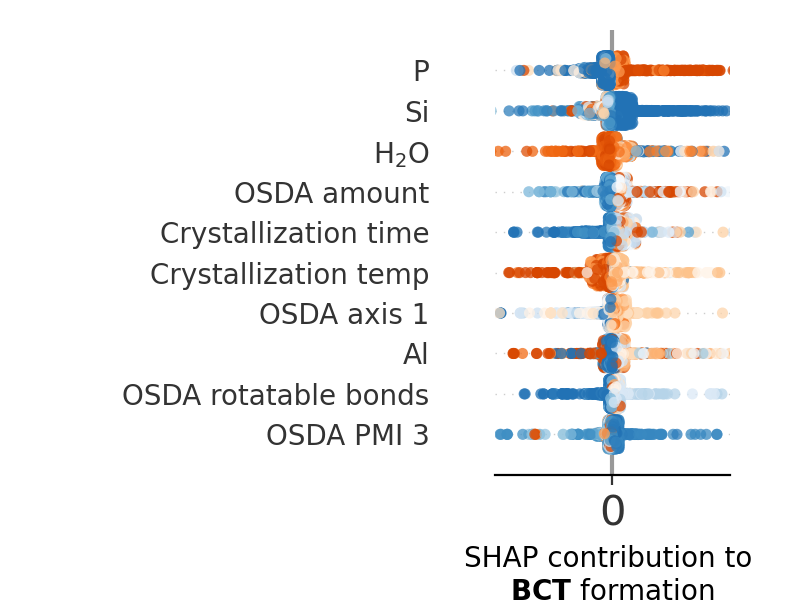 P
Si
H₂O
OSDA amount
Crystallization time
Crystallization temp
OSDA axis 1
Al
OSDA rotatable bonds
OSDA PMI 3
0
SHAP contribution to
BCT formation